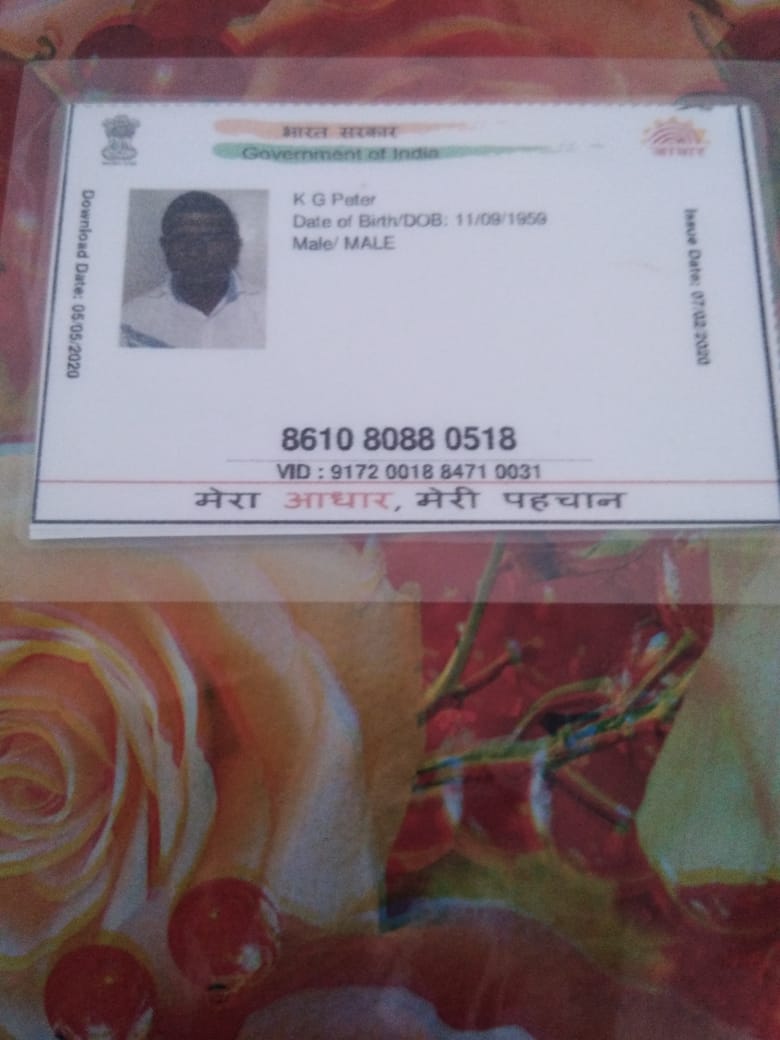 भारत सरकार
Government of India
आधार
Download Date: 05/05/2020
K G Peter
Date of Birth/DOB: 11/09/1959
Male/ MALE
Issue Date: 07/02/2020
8610 8088 0518
VID : 9172 0018 8471 0031
मेरा आधार, मेरी पहचान